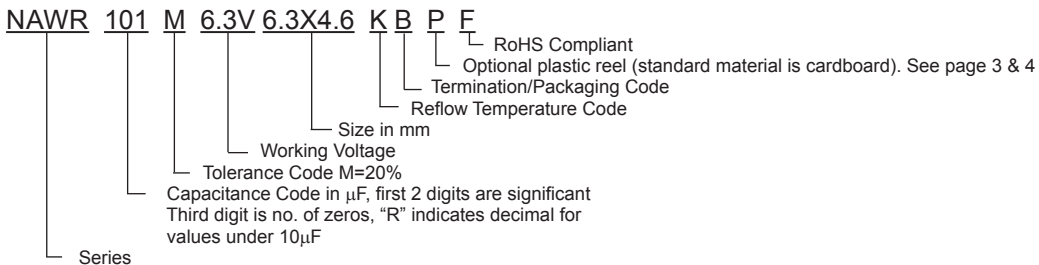 NAWR 101 M 6.3V 6.3X4.6 K B P F
RoHS Compliant
Optional plastic reel (standard material is cardboard). See page 3 & 4
Termination/Packaging Code
Reflow Temperature Code
Size in mm
Working Voltage
Tolerance Code M=20%
Capacitance Code in μF, first 2 digits are significant
Third digit is no. of zeros, “R” indicates decimal for
values under 10μF
Series